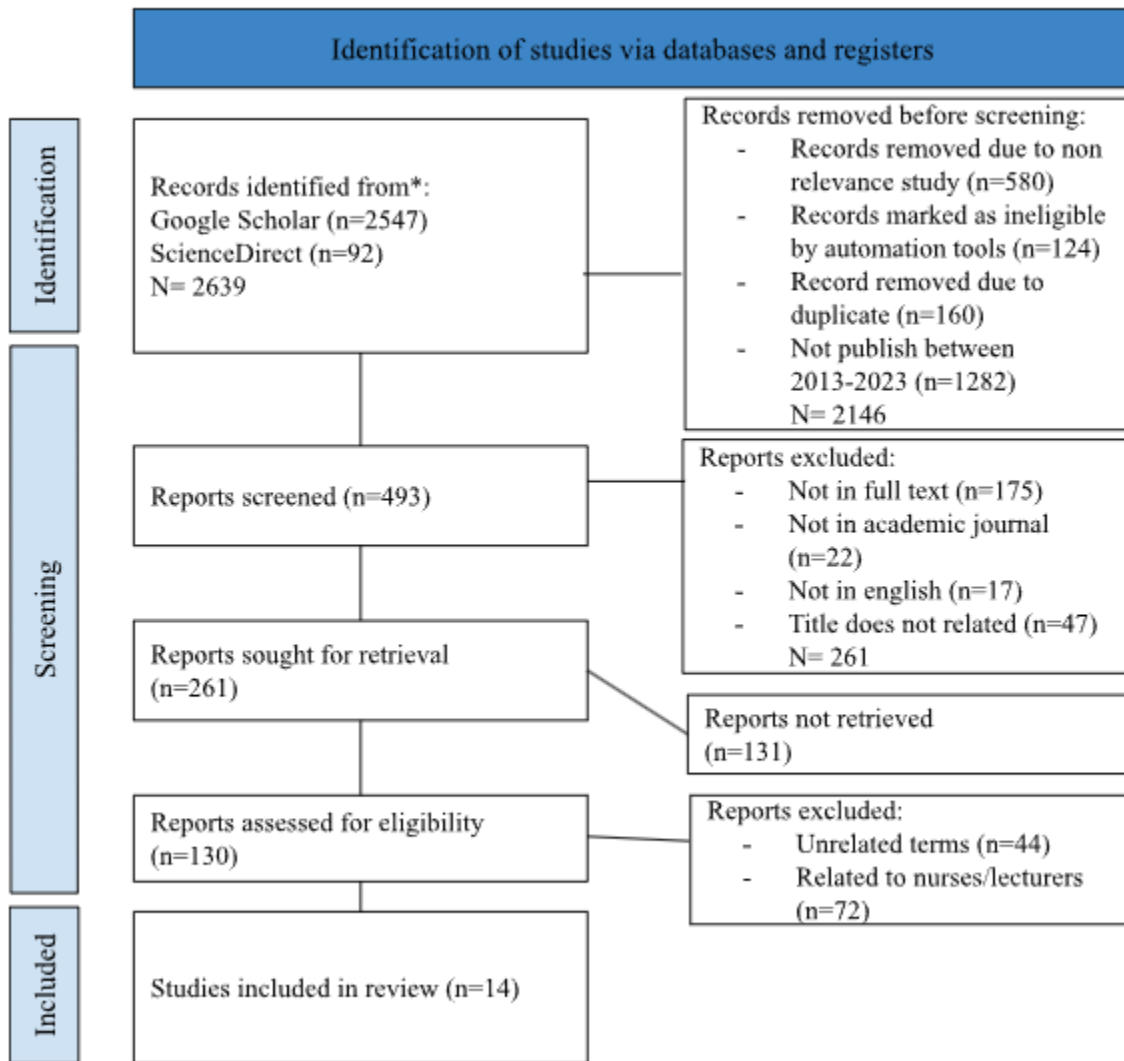 Identification of studies via databases and registers
Identification
Records identified from*:
Google Scholar (n=2547)
ScienceDirect (n=92)
N= 2639
Records removed before screening:
- Records removed due to non
relevance study (n=580)
- Records marked as ineligible
by automation tools (n=124)
- Record removed due to
duplicate (n=160)
- Not publish between
2013-2023 (n=1282)
N= 2146
Screening
Reports screened (n=493)
Reports excluded:
- Not in full text (n=175)
- Not in academic journal
(n=22)
- Not in english (n=17)
- Title does not related (n=47)
N= 261
Reports sought for retrieval
(n=261)
Reports not retrieved
(n=131)
Reports assessed for eligibility
(n=130)
Reports excluded:
- Unrelated terms (n=44)
- Related to nurses/lecturers
(n=72)
Included
Studies included in review (n=14)